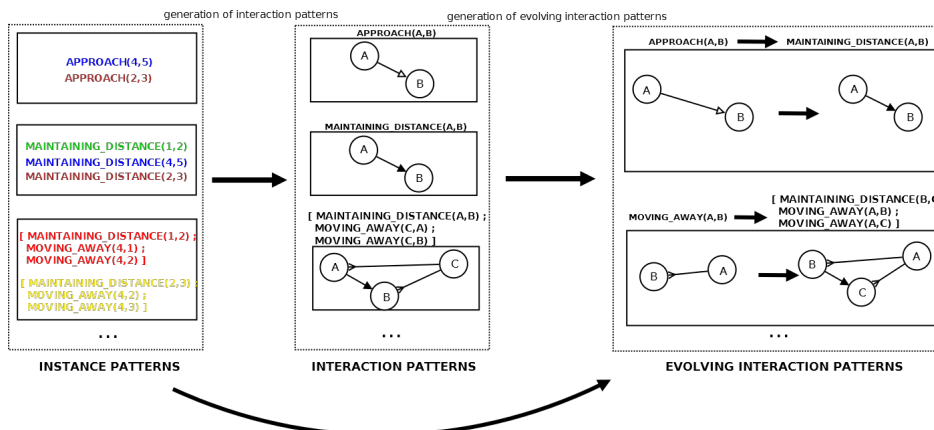 generation of interaction patterns
generation of evolving interaction patterns
APPROACH(4,5)
APPROACH(2,3)
MAINTAINING_DISTANCE(1,2)
MAINTAINING_DISTANCE(4,5)
MAINTAINING_DISTANCE(2,3)
[ MAINTAINING_DISTANCE(1,2) ;
MOVING_AWAY(4,1) ;
MOVING_AWAY(4,2) ]
[ MAINTAINING_DISTANCE(2,3) ;
MOVING_AWAY(4,2) ;
MOVING_AWAY(4,3) ]
...
INSTANCE PATTERNS
APPROACH(A,B)
A
B
MAINTAINING_DISTANCE(A,B)
A
B
[ MAINTAINING_DISTANCE(A,B) ;
MOVING_AWAY(C,A) ;
MOVING_AWAY(C,B) ]
A
C
B
...
INTERACTION PATTERNS
APPROACH(A,B) MAINTAINING_DISTANCE(A,B)
A
B
A
B
MOVING_AWAY(A,B)
[ MAINTAINING_DISTANCE(B,C
MOVING_AWAY(A,B) ;
MOVING_AWAY(A,C) ]
B
A
B
A
C
...
EVOLVING INTERACTION PATTERNS